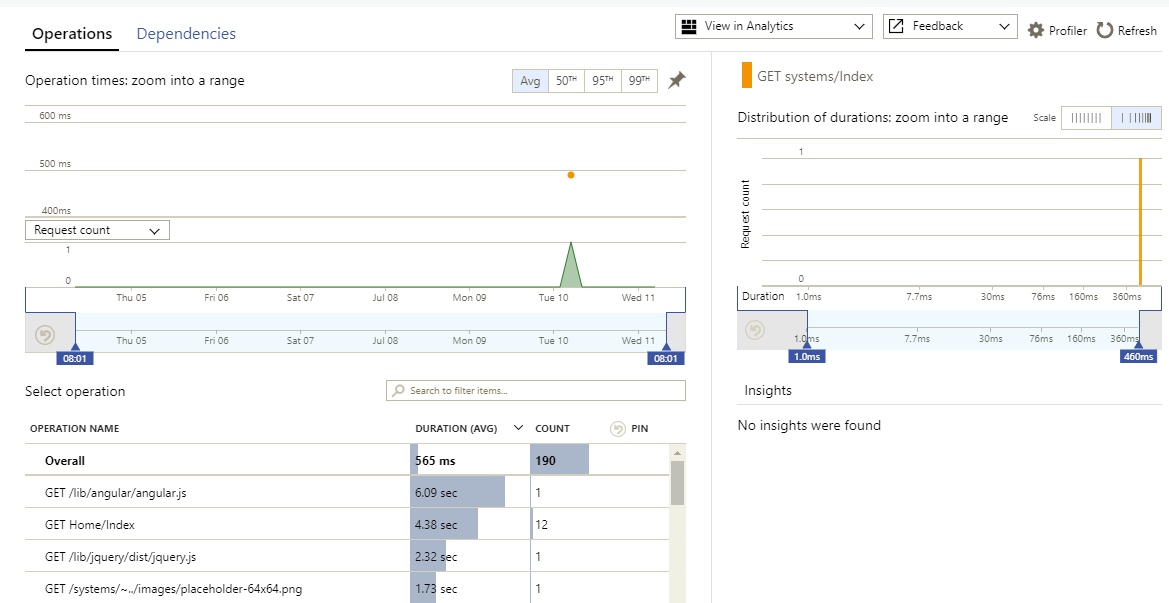 Operations Dependencies
View in Analytics Feedback Profiler Refresh
Operation times: zoom into a range
Avg 50TH 95TH 99TH
600 ms
500 ms
400ms
Request count
1
0
Thu 05 Fri 06 Sat 07 Jul 08 Mon 09 Tue 10 Wed 11
Thu 05 Fri 06 Sat 07 Jul 08 Mon 09 Tue 10 Wed 11
08:01 08:01
Select operation
Search to filter items...
OPERATION NAME DURATION (AVG) COUNT PIN
Overall 565 ms 190
GET /lib/angular/angular.js 6.09 sec 1
GET Home/Index 4.38 sec 12
GET /lib/jquery/dist/jquery.js 2.32 sec 1
GET /systems/~../images/placeholder-64x64.png 1.73 sec 1
GET systems/Index
Distribution of durations: zoom into a range
Scale
Request count
1
0
Duration 1.0ms 7.7ms 30ms 76ms 160ms 360ms
1.0ms 7.7ms 30ms 76ms 160ms 360ms
1.0ms 460ms
Insights
No insights were found